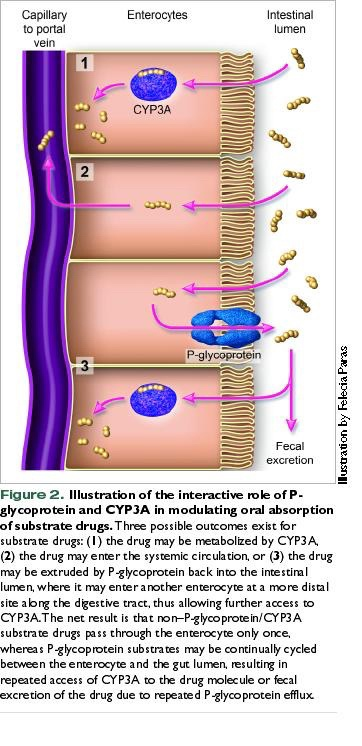 Capillary to portal vein
Enterocytes
Intestinal lumen
1
CYP3A
2
P-glycoprotein
3
Fecal excretion
Illustration by Felecia Paras
Figure 2. Illustration of the interactive role of P-
glycoprotein and CYP3A in modulating oral absorption
of substrate drugs. Three possible outcomes exist for
substrate drugs: (1) the drug may be metabolized by CYP3A,
(2) the drug may enter the systemic circulation, or (3) the drug
may be extruded by P-glycoprotein back into the intestinal
lumen, where it may enter another enterocyte at a more distal
site along the digestive tract, thus allowing further access to
CYP3A. The net result is that non–P-glycoprotein/CYP3A
substrate drugs pass through the enterocyte only once,
whereas P-glycoprotein substrates may be continually cycled
between the enterocyte and the gut lumen, resulting in
repeated access of CYP3A to the drug molecule or fecal
excretion of the drug due to repeated P-glycoprotein efflux.